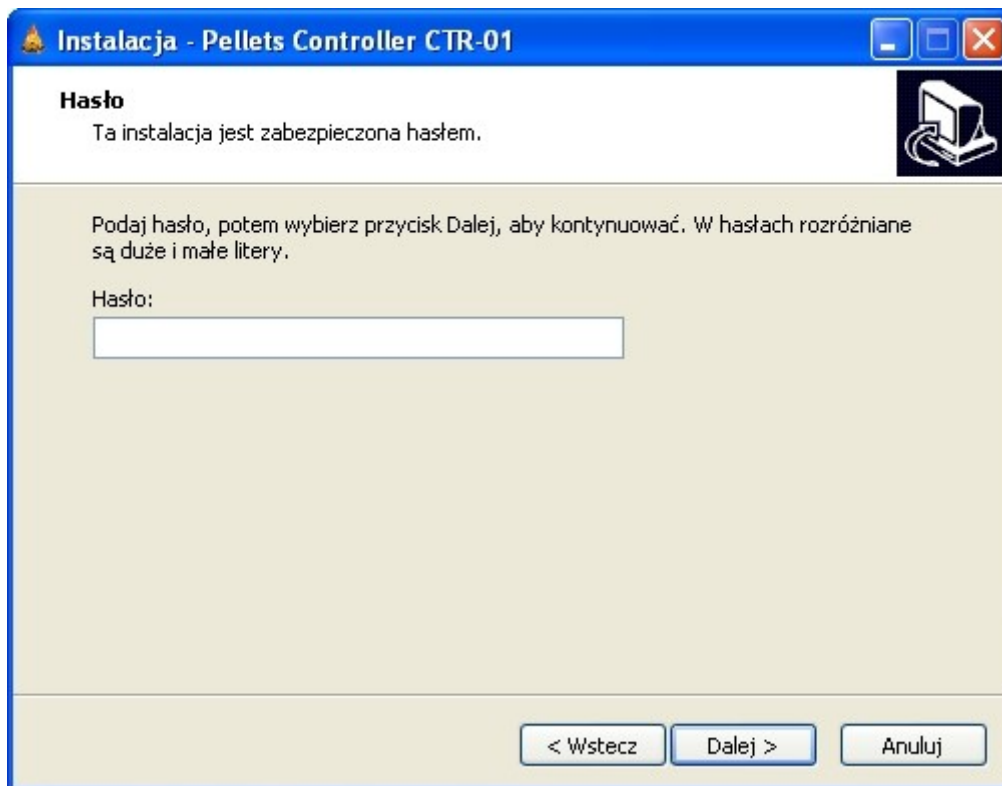 Instalacja - Pellets Controller CTR-01
Hasło
Ta instalacja jest zabezpieczona hasłem.
Podaj hasło, potem wybierz przycisk Dalej, aby kontynuować. W hasłach rozróżniane
są duże i małe litery.
Hasło:
< Wstecz
Dalej >
Anuluj